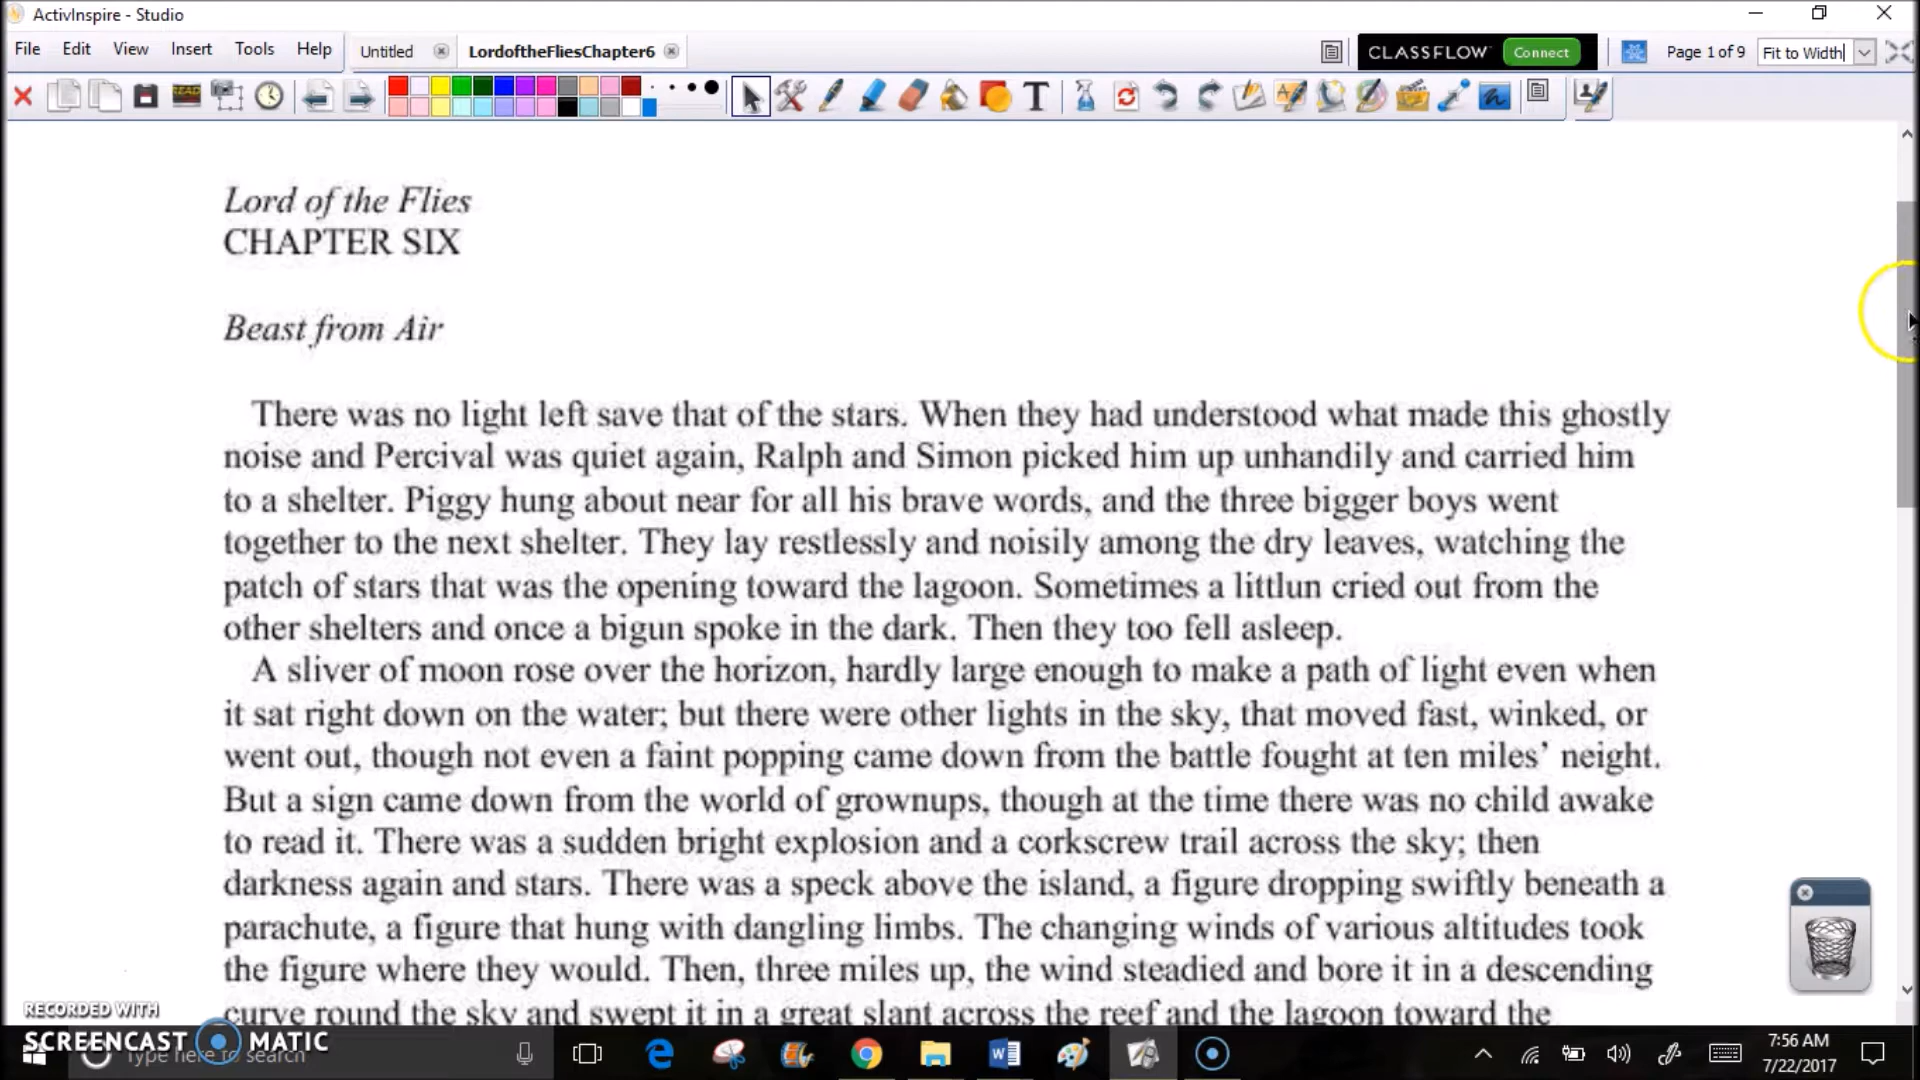 ActivInspire - Studio
File Edit View Insert Tools Help Untitled LordoftheFliesChapter6 CLASSFLOW Connect Page 1 of 9 Fit to Width
Lord of the Flies
CHAPTER SIX
Beast from Air
There was no light left save that of the stars. When they had understood what made this ghostly
noise and Percival was quiet again, Ralph and Simon picked him up unhandily and carried him
to a shelter. Piggy hung about near for all his brave words, and the three bigger boys went
together to the next shelter. They lay restlessly and noisily among the dry leaves, watching the
patch of stars that was the opening toward the lagoon. Sometimes a littlun cried out from the
other shelters and once a bigun spoke in the dark. Then they too fell asleep.
A sliver of moon rose over the horizon, hardly large enough to make a path of light even when
it sat right down on the water; but there were other lights in the sky, that moved fast, winked, or
went out, though not even a faint popping came down from the battle fought at ten miles’ neight.
But a sign came down from the world of grownups, though at the time there was no child awake
to read it. There was a sudden bright explosion and a corkscrew trail across the sky; then
darkness again and stars. There was a speck above the island, a figure dropping swiftly beneath a
parachute, a figure that hung with dangling limbs. The changing winds of various altitudes took
the figure where they would. Then, three miles up, the wind steadied and bore it in a descending
curve round the sky and swept it in a great slant across the reef and the lagoon toward the
RECORDED WITH
SCREENCAST MATIC
Type here to search
7:56 AM
7/22/2017